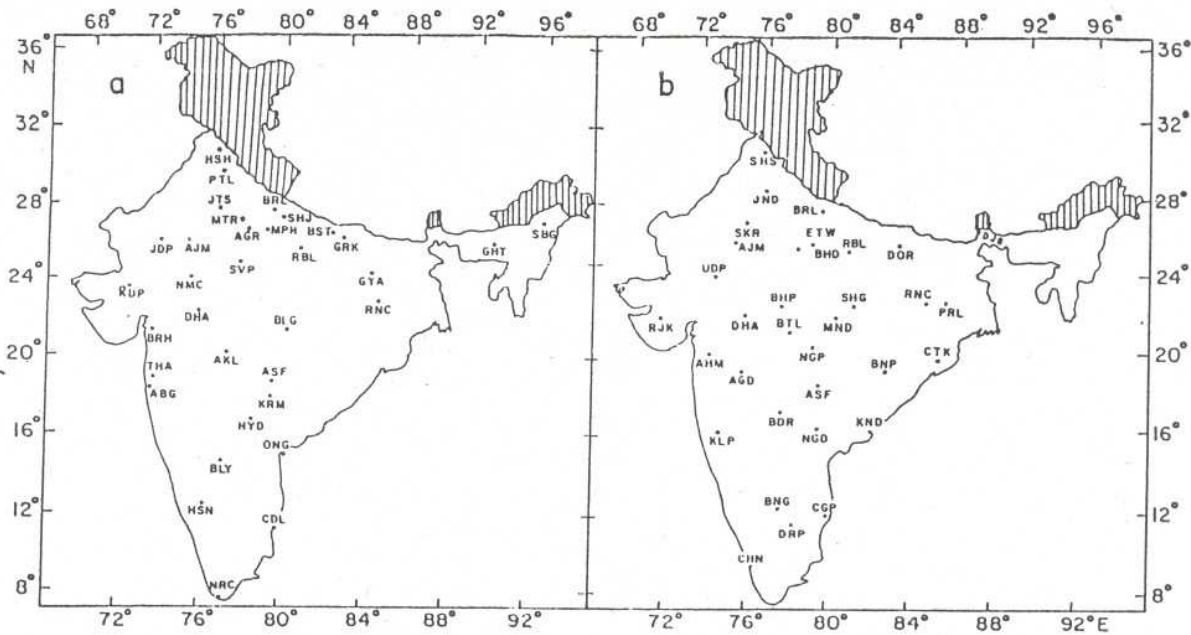 68° 72° 76° 80° 84° 88° 92° 96° 68° 72° 76° 80° 84° 88° 92° 96°
36° N
32°
28°
24°
20°
16°
12°
8°
a
HSH
PTL
JTS
BRL
MTR
SHJ
AGR
MPH
BST
SBG
JDP
AJM
GRK
GHT
RBL
SVP
NMC
GYA
RNC
DHA
BRH
AKL
THA
ASF
ABG
KRM
HYD
ONG
BLY
HSN
CDL
NRC
b
36°
32°
28°
24°
20°
16°
12°
8°
SHS
JND
BRL
SKR
ETW
AJM
BHD
RBL
DOR
DJB
UDP
BHP
SHG
RNC
PRL
RJK
DHA
BTL
MND
AHM
NGP
CTK
AGD
BNP
ASF
BDR
KND
KLP
NGD
BNG
CGP
DRP
CHN
72° 76° 80° 84° 88° 92° 72° 76° 80° 84° 88° 92° E